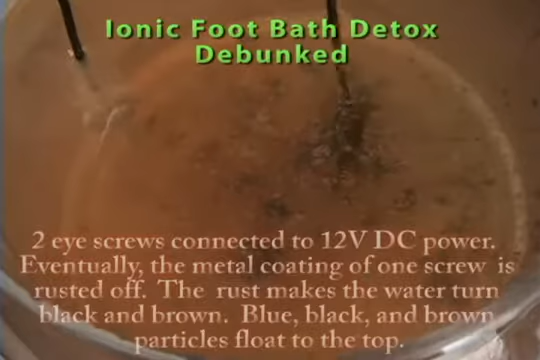 Ionic Foot Bath Detox
Debunked
2 eye screws connected to 12V DC power.
Eventually, the metal coating of one screw is
rusted off. The rust makes the water turn
black and brown. Blue, black, and brown
particles float to the top.